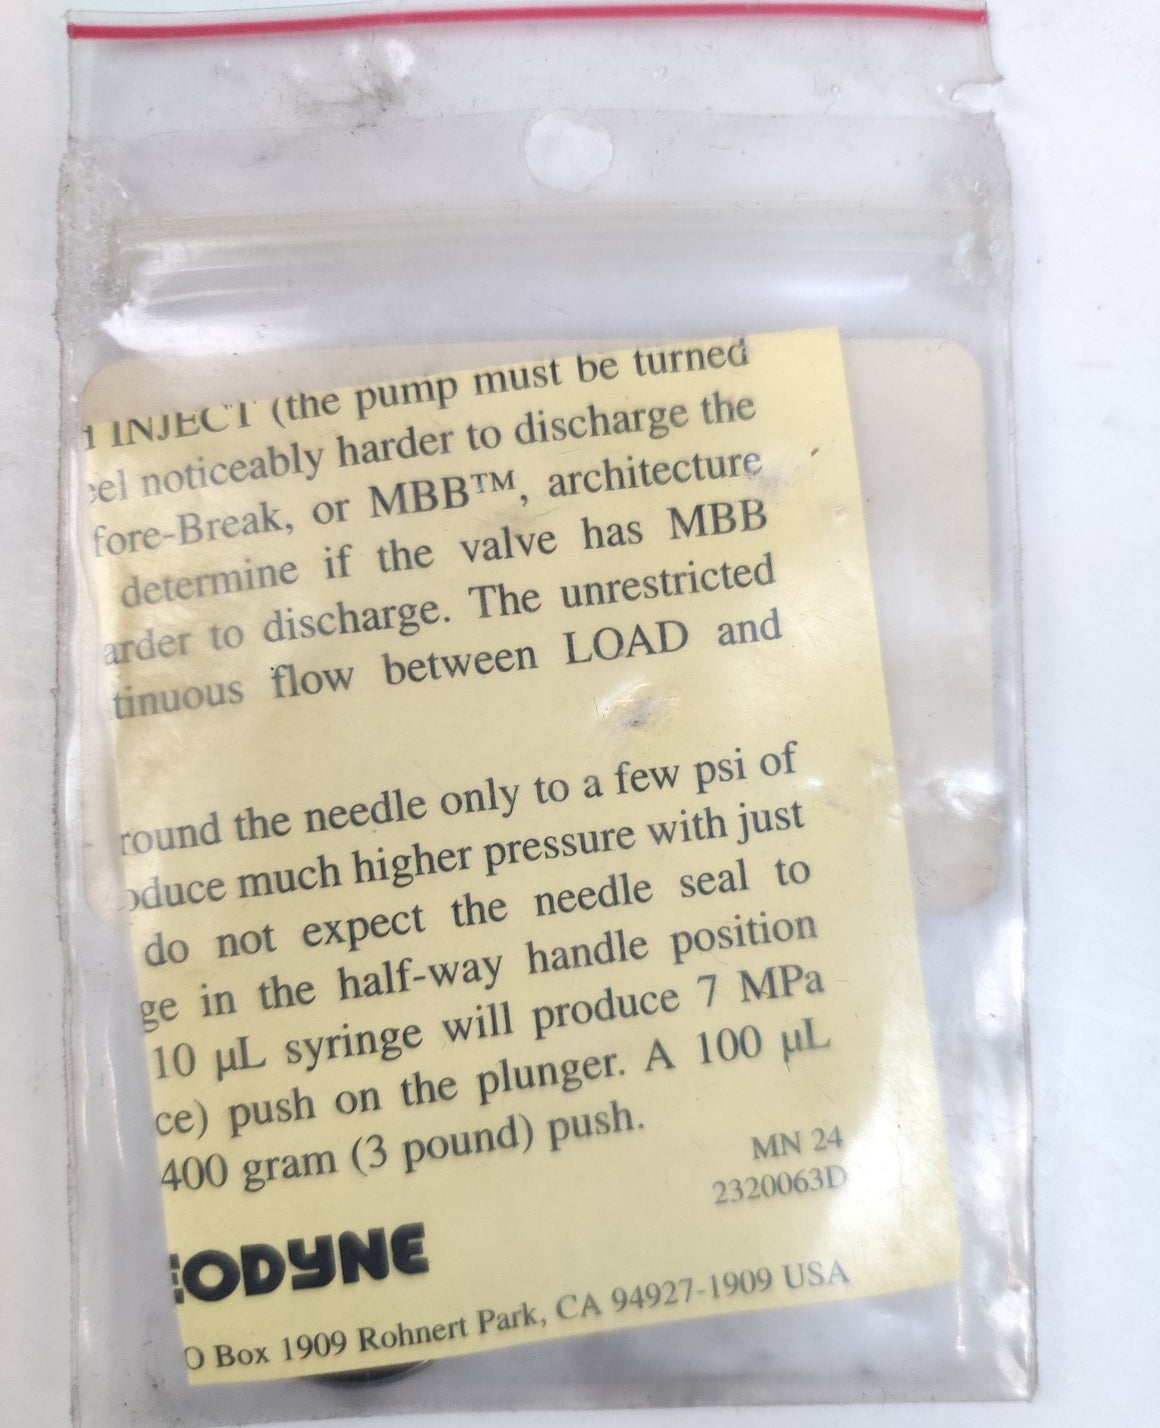 INJECT (the pump must be turned
eel noticeably harder to discharge the
fore-Break, or MBB™, architecture
determine if the valve has MBB
arder to discharge. The unrestricted
tinuous flow between LOAD and
round the needle only to a few psi of
oduce much higher pressure with just
do not expect the needle seal to
ge in the half-way handle position
10 µL syringe will produce 7 MPa
ce) push on the plunger. A 100 µL
400 gram (3 pound) push.
MN 24
2320063D
EODYNE
O Box 1909 Rohnert Park, CA 94927-1909 USA